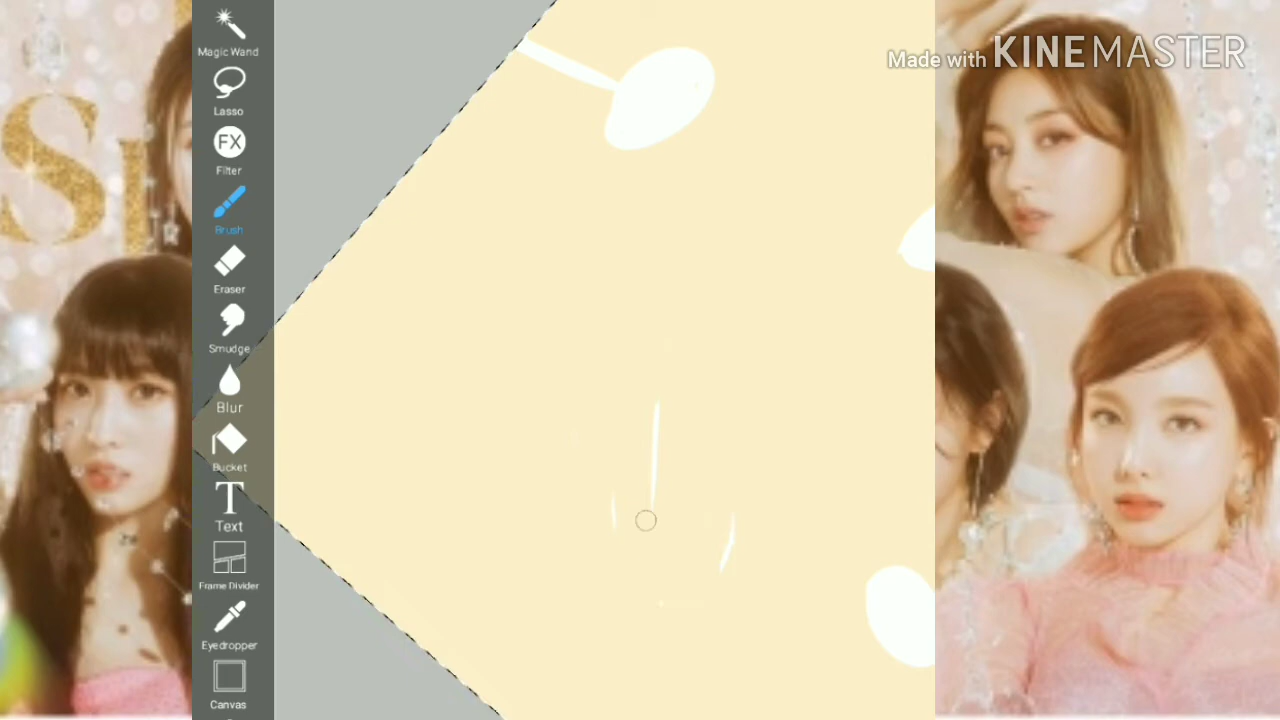 Made with KINEMASTER
Magic Wand
Lasso
FX
Filter
Brush
Eraser
Smudge
Blur
Bucket
T
Text
Frame Divider
Eyedropper
Canvas